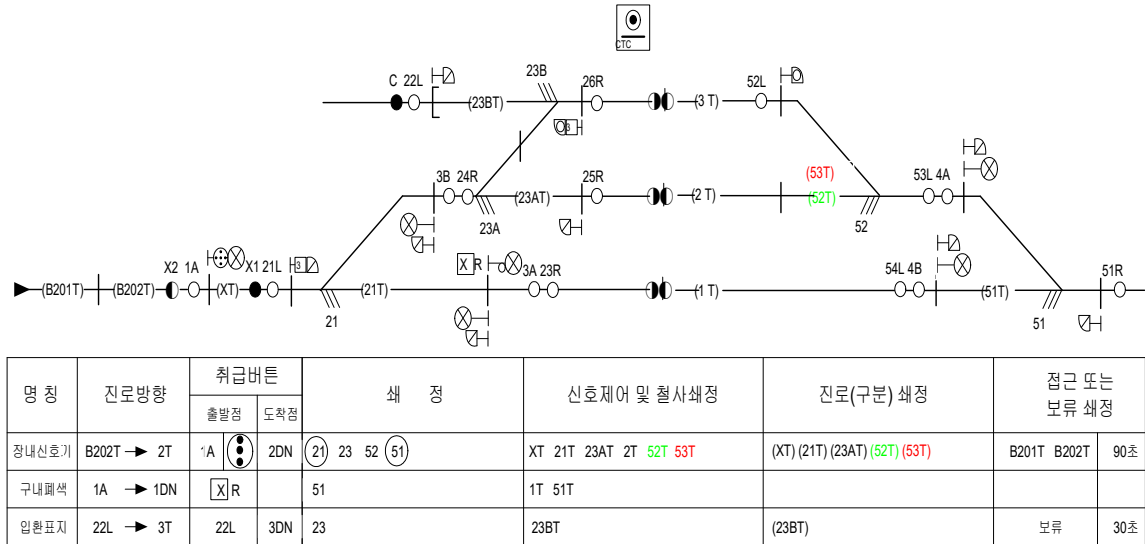 CTC
23B
C 22L
26R
52L
(23BT)
(3 T)
3
3B 24R
25R
(53T)
53L 4A
(23AT)
(2 T)
(52T)
23A
52
X R
X2 1A
X1 21L
3
3A 23R
54L 4B
51R
(B201T)
(B202T)
(XT)
(21T)
(1 T)
(51T)
21
51
명 칭 진로방향 취급버튼 쇄 정 신호제어 및 철사쇄정 진로(구분) 쇄정 접근 또는
보류 쇄정
출발점 도착점
장내신호기 B202T 2T 1A 2DN 21 23 52 51 XT 21T 23AT 2T 52T 53T (XT) (21T) (23AT) (52T) (53T) B201T B202T 90초
구내폐색 1A 1DN X R 51 1T 51T
입환표지 22L 3T 22L 3DN 23 23BT (23BT) 보류 30초